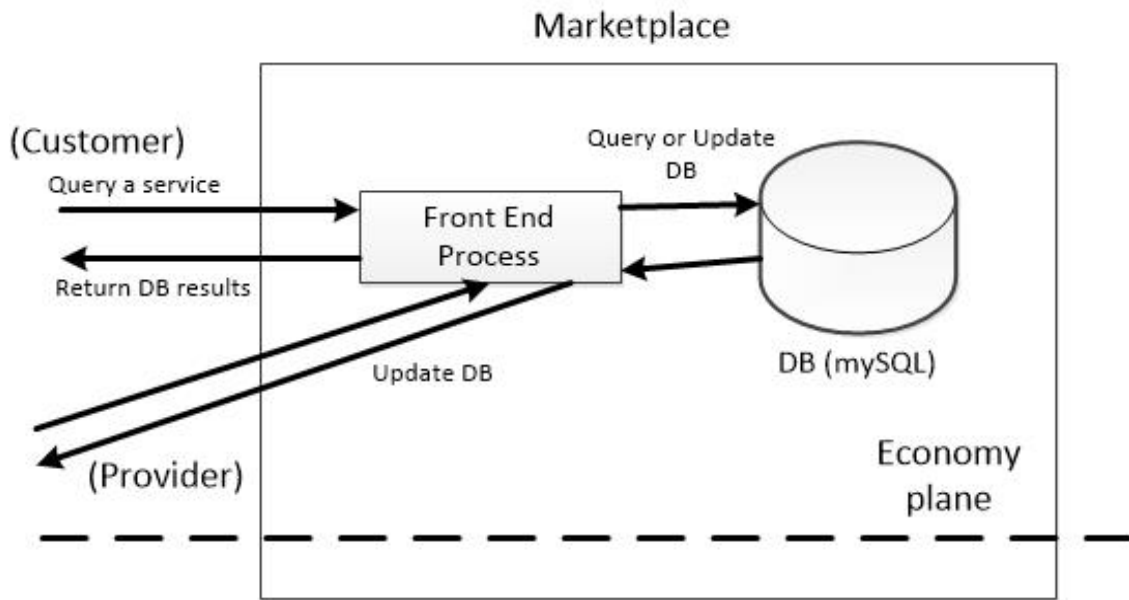 Marketplace
(Customer)
Query a service
Query or Update
DB
Front End
Process
Return DB results
Update DB
DB (mySQL)
(Provider)
Economy
plane